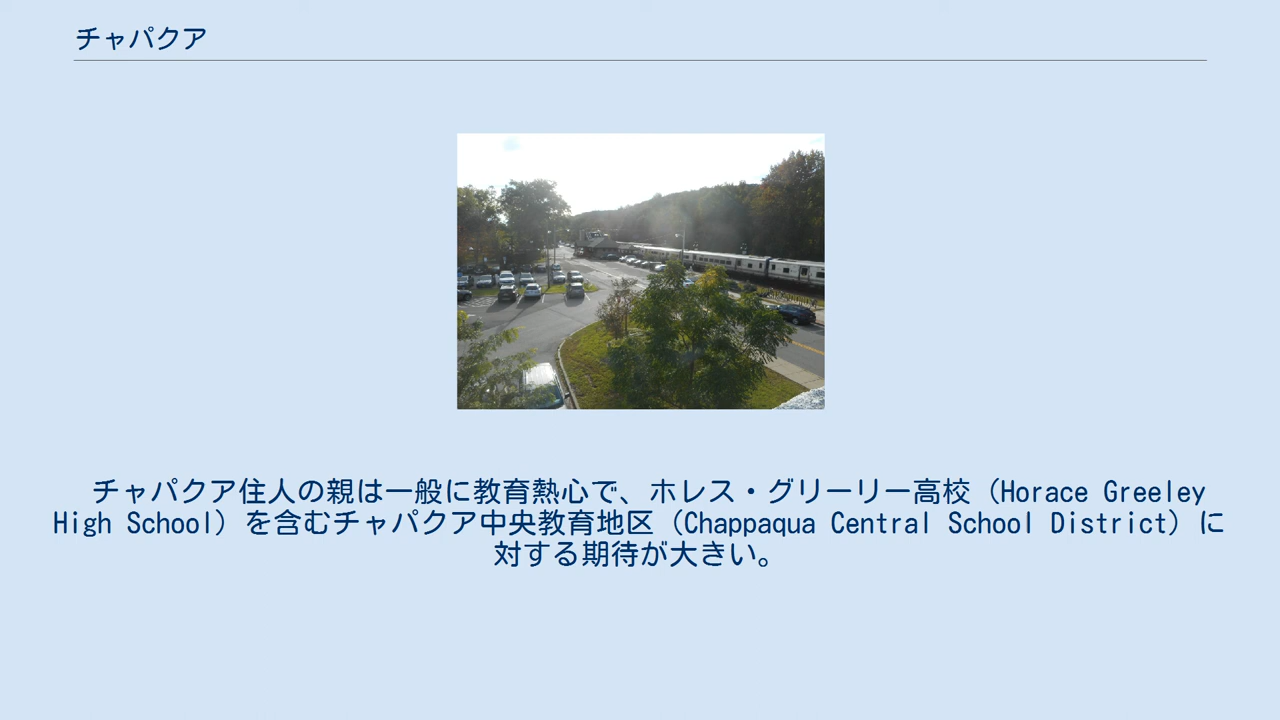 チャパクア
チャパクア住人の親は一般に教育熱心で、ホレス・グリーリー高校（Horace Greeley
High School）を含むチャパクア中央教育地区（Chappaqua Central School District）に
対する期待が大きい。